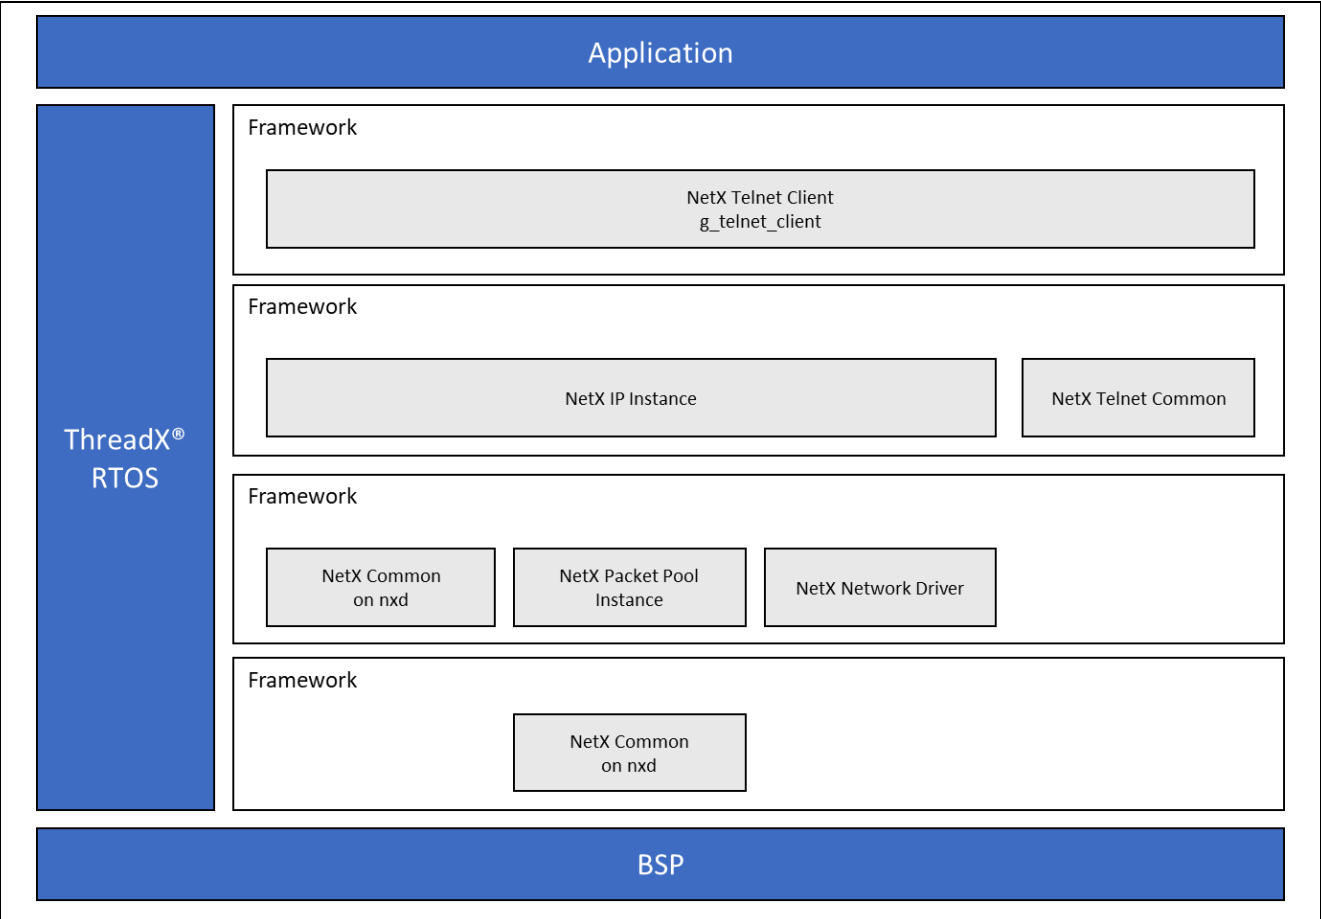 Application
ThreadX®
RTOS
Framework
NetX Telnet Client
g_telnet_client
Framework
NetX IP Instance
NetX Telnet Common
Framework
NetX Common
on nxd
NetX Packet Pool
Instance
NetX Network Driver
Framework
NetX Common
on nxd
BSP